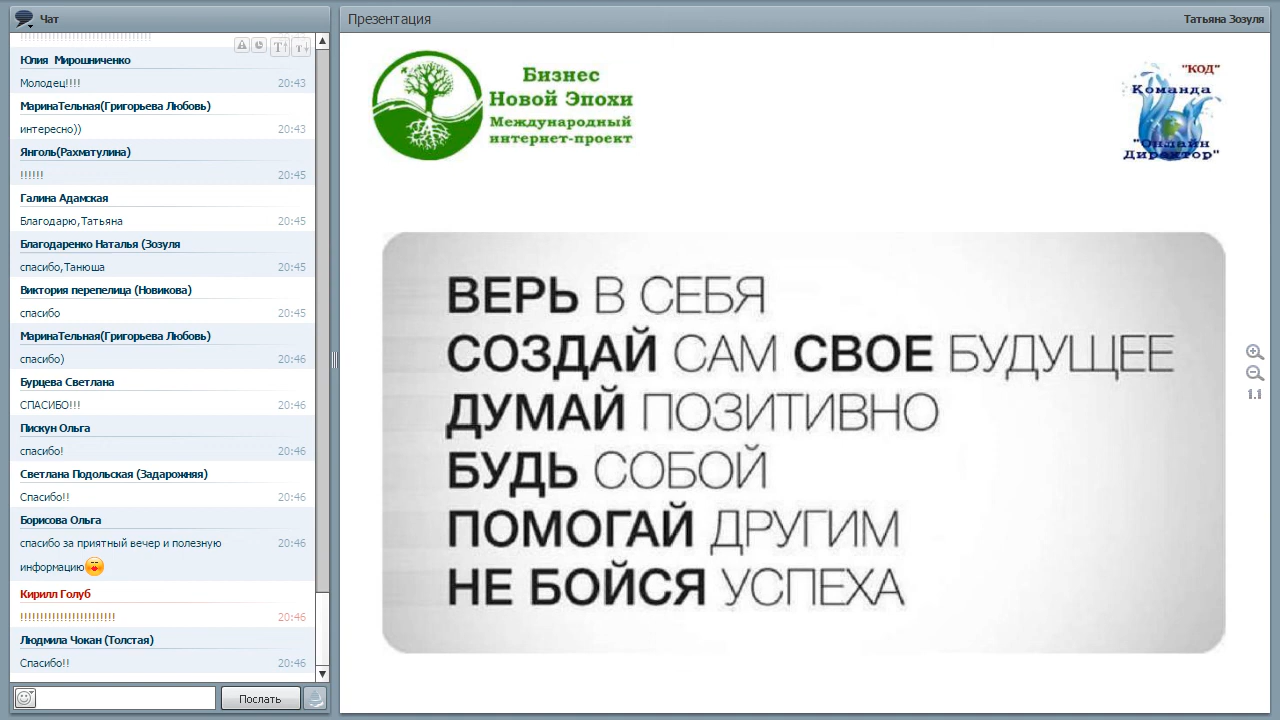 Чат
!!!!!!!!!!!!!!!!!!!!!!!!!!!!!!!!!
Юлия Мирошниченко
Молодец!!!! 20:43
МаринаТельная(Григорьева Любовь)
интересно)) 20:43
Янголь(Рахматулина)
!!!!!! 20:45
Галина Адамская
Благодарю,Татьяна 20:45
Благодаренко Наталья (Зозуля
спасибо,Танюша 20:45
Виктория перепелица (Новикова)
спасибо 20:45
МаринаТельная(Григорьева Любовь)
спасибо) 20:46
Бурцева Светлана
СПАСИБО!!! 20:46
Пискун Ольга
спасибо! 20:46
Светлана Подольская (Задарожняя)
Спасибо!! 20:46
Борисова Ольга
спасибо за приятный вечер и полезную 20:46
информацию
Кирилл Голуб
!!!!!!!!!!!!!!!!!!!!!!!! 20:46
Людмила Чокан (Толстая)
Спасибо!! 20:46
Послать
Презентация
Татьяна Зозуля
Бизнес
Новой Эпохи
Международный
интернет-проект
"КОД"
Команда
"Онлайн
Директор"
ВЕРЬ В СЕБЯ
СОЗДАЙ САМ СВОЕ БУДУЩЕЕ
ДУМАЙ ПОЗИТИВНО
БУДЬ СОБОЙ
ПОМОГАЙ ДРУГИМ
НЕ БОЙСЯ УСПЕХА
1.1